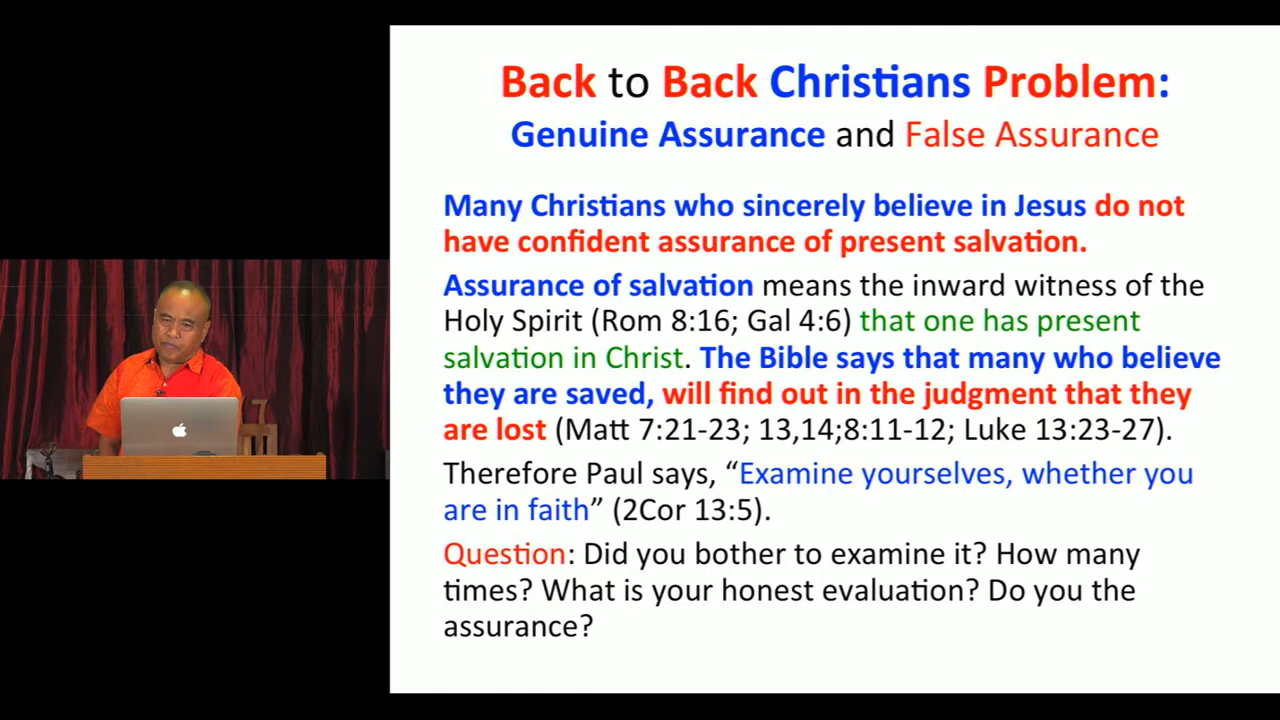 Back to Back Christians Problem:
Genuine Assurance and False Assurance
Many Christians who sincerely believe in Jesus do not
have confident assurance of present salvation.
Assurance of salvation means the inward witness of the
Holy Spirit (Rom 8:16; Gal 4:6) that one has present
salvation in Christ. The Bible says that many who believe
they are saved, will find out in the judgment that they
are lost (Matt 7:21-23; 13,14;8:11-12; Luke 13:23-27).
Therefore Paul says, “Examine yourselves, whether you
are in faith” (2Cor 13:5).
Question: Did you bother to examine it? How many
times? What is your honest evaluation? Do you the
assurance?